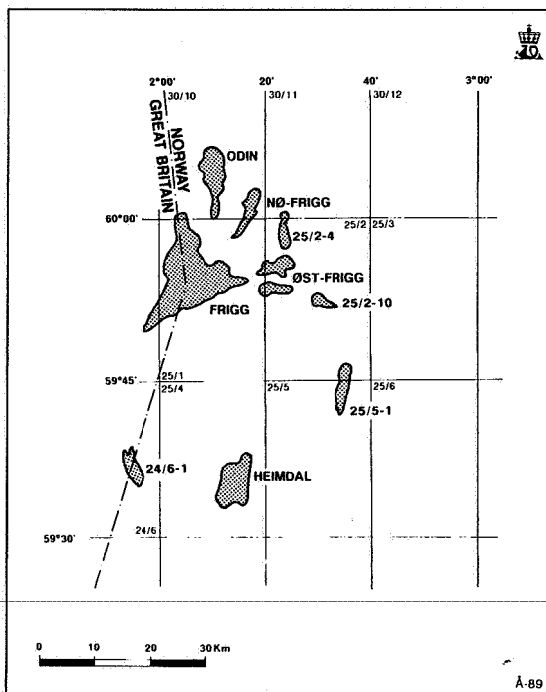 2°00'
20'
40'
3°00'
30/10
30/11
30/12
NORWAY
GREAT BRITAIN
ODIN
NØ-FRIGG
60°00'
25/2
25/3
25/2-4
ØST-FRIGG
FRIGG
25/2-10
59°45'
25/1
25/4
25/5
25/6
25/5-1
24/6-1
HEIMDAL
24/6
59°30'
0
10
20
30 Km
Å-89